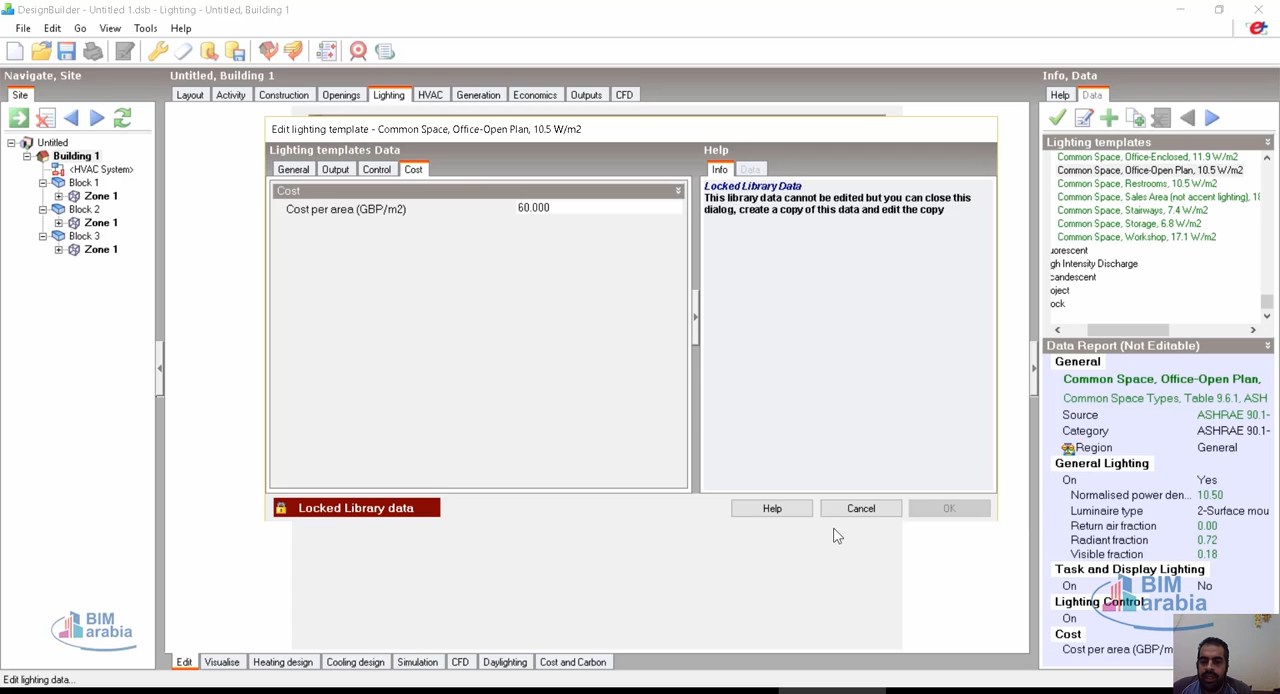 DesignBuilder - Untitled 1.dsb - Lighting - Untitled, Building 1
File Edit Go View Tools Help
Navigate, Site
Site
Untitled
Building 1
<HVAC System>
Block 1
Zone 1
Block 2
Zone 1
Block 3
Zone 1
Untitled, Building 1
Layout Activity Construction Openings Lighting HVAC Generation Economics Outputs CFD
Edit lighting template - Common Space, Office-Open Plan, 10.5 W/m2
Lighting templates Data
General Output Control Cost
Cost
Cost per area (GBP/m2) 60.000
Help
Info Data
Locked Library Data
This library data cannot be edited but you can close this
dialog, create a copy of this data and edit the copy
Locked Library data
Help Cancel OK
Edit Visualise Heating design Cooling design Simulation CFD Daylighting Cost and Carbon
Info, Data
Help Data
Lighting templates
Common Space, Office-Enclosed, 11.9 W/m2
Common Space, Office-Open Plan, 10.5 W/m2
Common Space, Restrooms, 10.5 W/m2
Common Space, Sales Area (not accent lighting), 18
Common Space, Stairways, 7.4 W/m2
Common Space, Storage, 6.8 W/m2
Common Space, Workshop, 17.1 W/m2
uorescent
gh Intensity Discharge
candescent
oject
ock
Data Report (Not Editable)
General
Common Space, Office-Open Plan,
Common Space Types, Table 9.6.1, ASH
Source ASHRAE 90.1-
Category ASHRAE 90.1-
Region General
General Lighting
On Yes
Normalised power den... 10.50
Luminaire type 2-Surface mou
Return air fraction 0.00
Radiant fraction 0.72
Visible fraction 0.18
Task and Display Lighting
On No
Lighting Control
On
Cost
Cost per area (GBP/m
BIM
arabia
BIM
arabia
Edit lighting data...